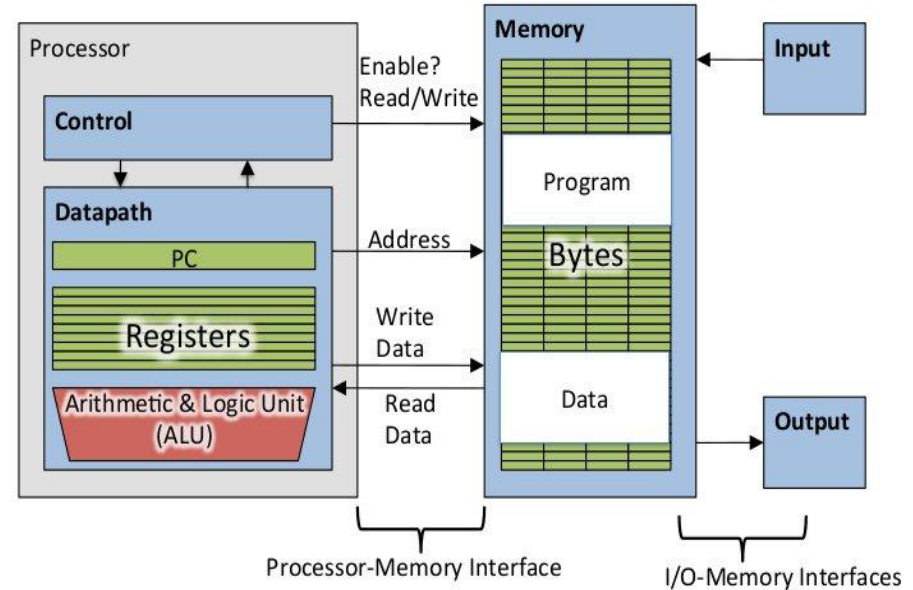 Processor
Control
Datapath
PC
Registers
Arithmetic & Logic Unit
(ALU)
Enable?
Read/Write
Address
Write
Data
Read
Data
Processor-Memory Interface
Memory
Program
Bytes
Data
Input
Output
I/O-Memory Interfaces